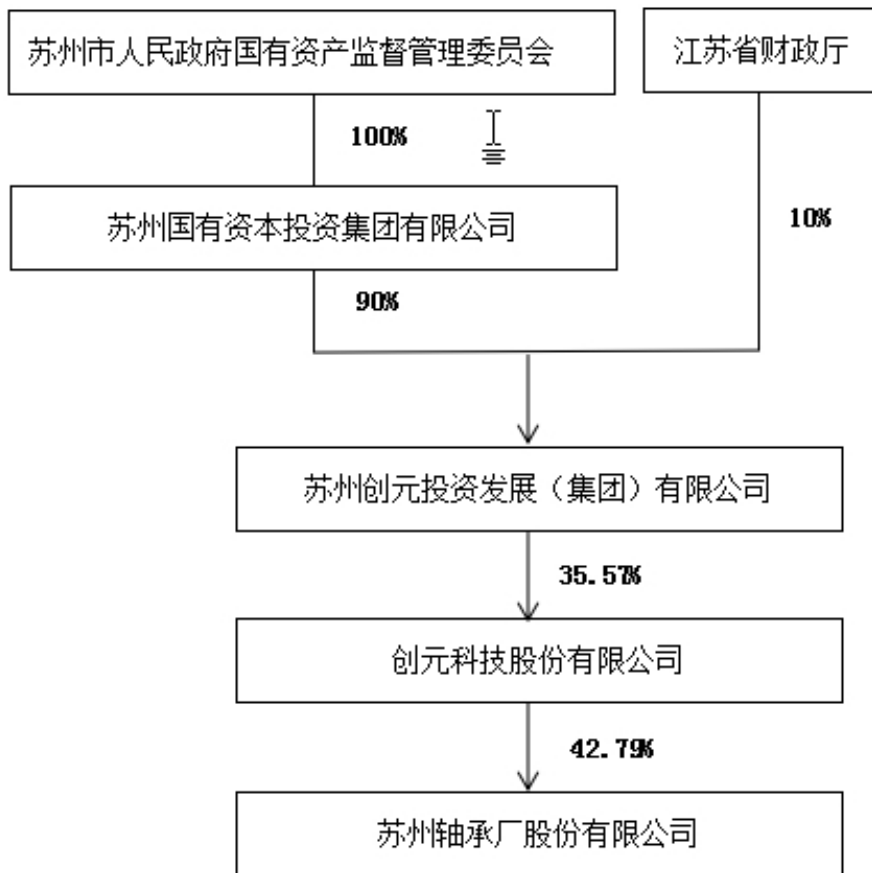 苏州市人民政府国有资产监督管理委员会
江苏省财政厅
100%
苏州国有资本投资集团有限公司
10%
90%
苏州创元投资发展（集团）有限公司
35.57%
创元科技股份有限公司
42.79%
苏州轴承厂股份有限公司